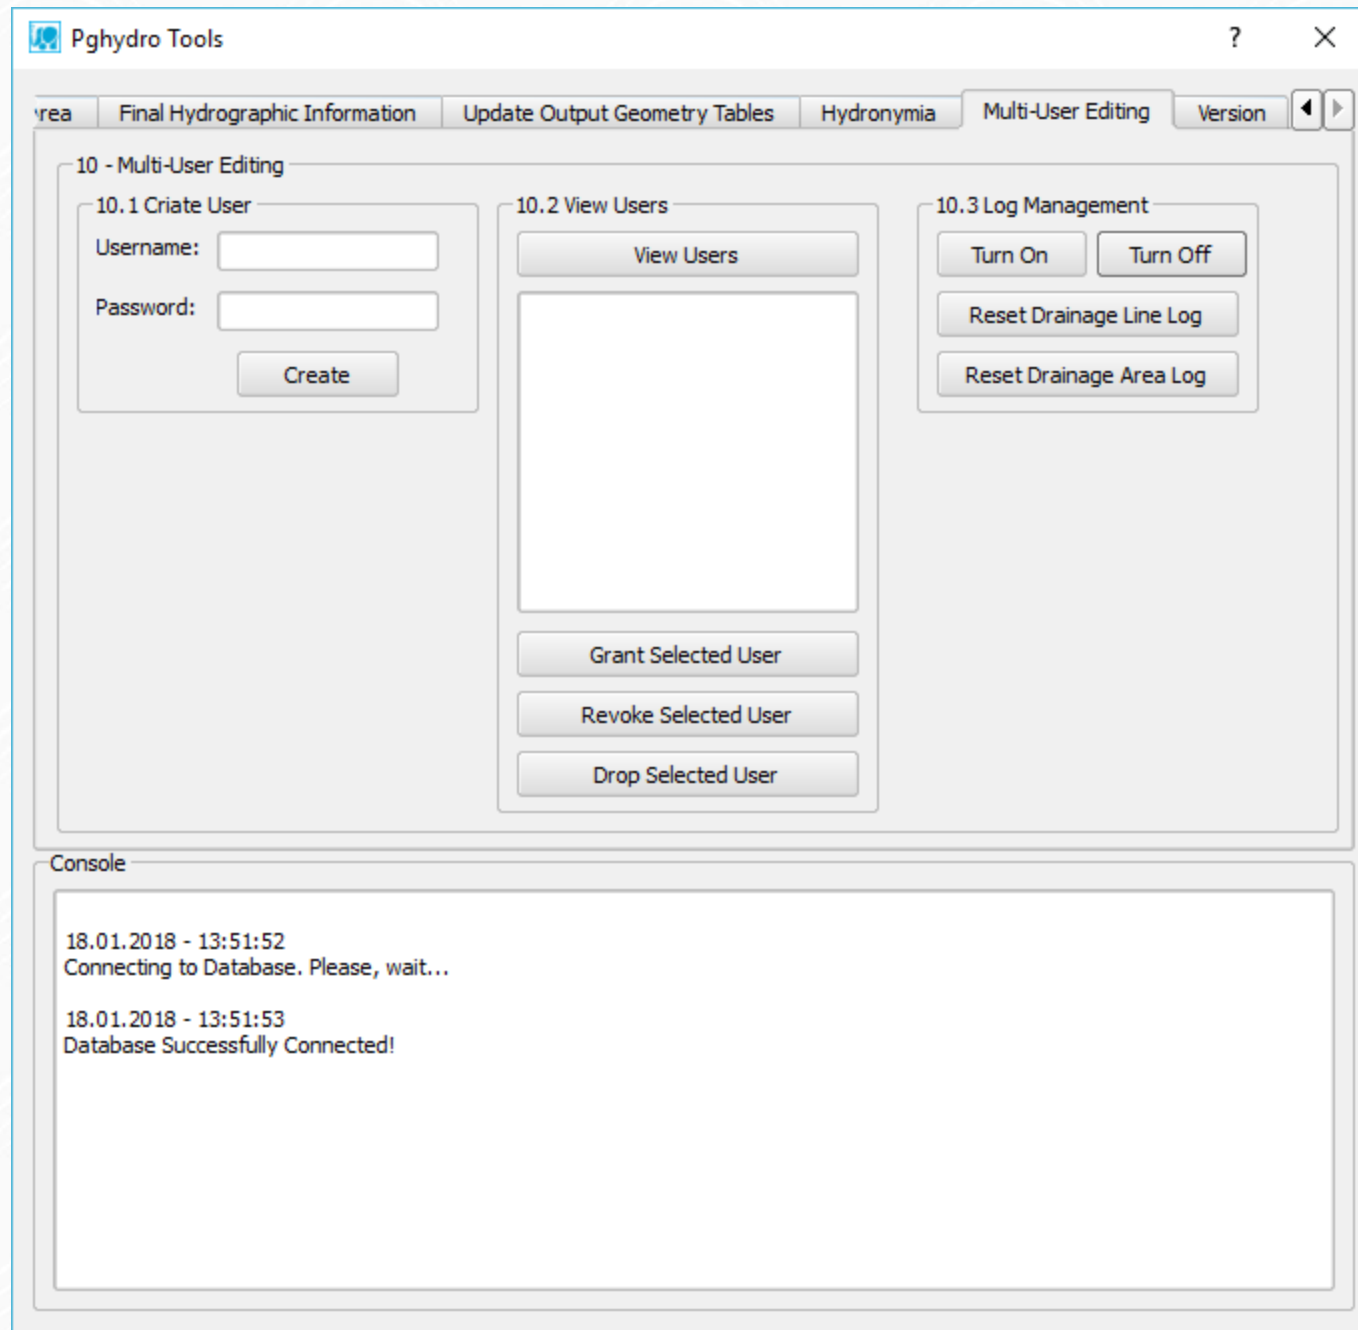 Pghydro Tools
?
Final Hydrographic Information
Update Output Geometry Tables
Hydronymia
Multi-User Editing
Version
10 - Multi-User Editing
10.1 Criate User
Username:
Password:
Create
10.2 View Users
View Users
Grant Selected User
Revoke Selected User
Drop Selected User
10.3 Log Management
Turn On
Turn Off
Reset Drainage Line Log
Reset Drainage Area Log
Console
18.01.2018 - 13:51:52
Connecting to Database. Please, wait...
18.01.2018 - 13:51:53
Database Successfully Connected!